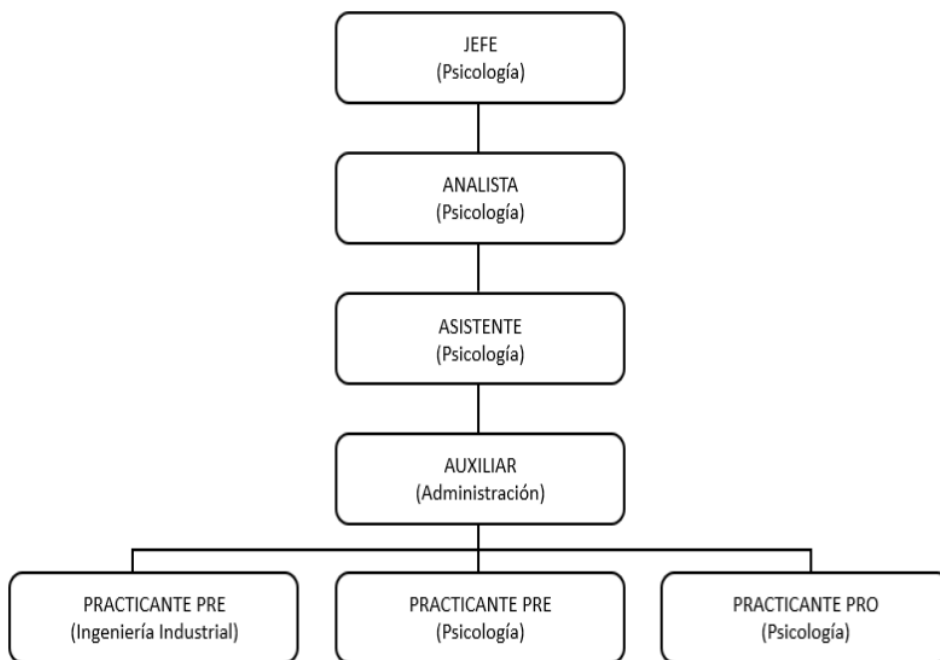 JEFE
(Psicología)
ANALISTA
(Psicología)
ASISTENTE
(Psicología)
AUXILIAR
(Administración)
PRACTICANTE PRE
(Ingeniería Industrial)
PRACTICANTE PRE
(Psicología)
PRACTICANTE PRO
(Psicología)